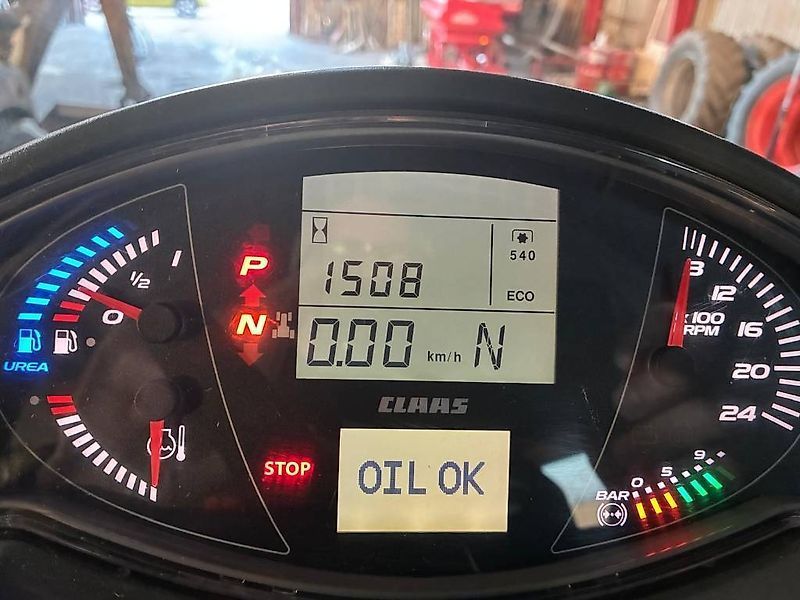 1508
540
ECO
0.00 km/h N
CLAAS
OIL OK
P
N
STOP
1
1/2
0
UREA
8
12
16
20
24
x100
RPM
0 5 9
BAR